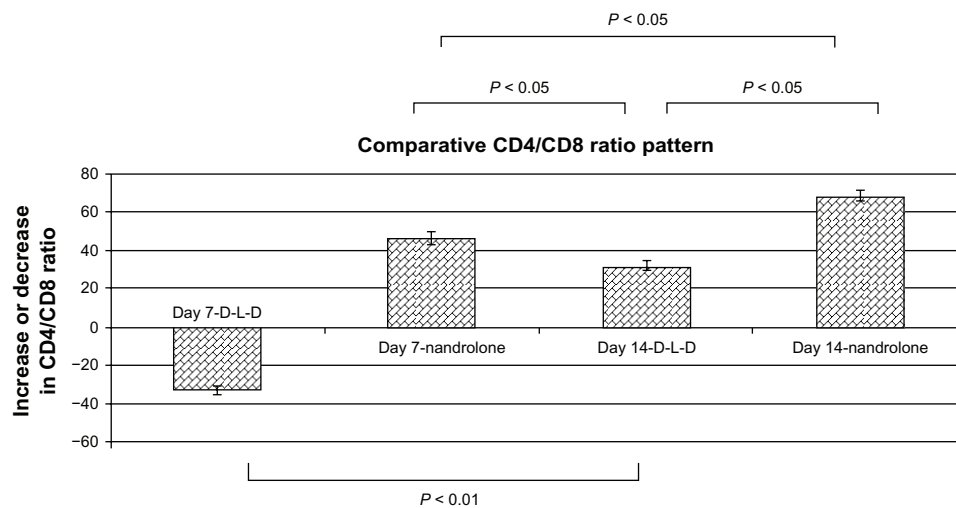 P < 0.05
P < 0.05
P < 0.05
Comparative CD4/CD8 ratio pattern
Increase or decrease
in CD4/CD8 ratio
80
60
40
20
0
−20
−40
−60
Day 7-D-L-D
Day 7-nandrolone
Day 14-D-L-D
Day 14-nandrolone
P < 0.01